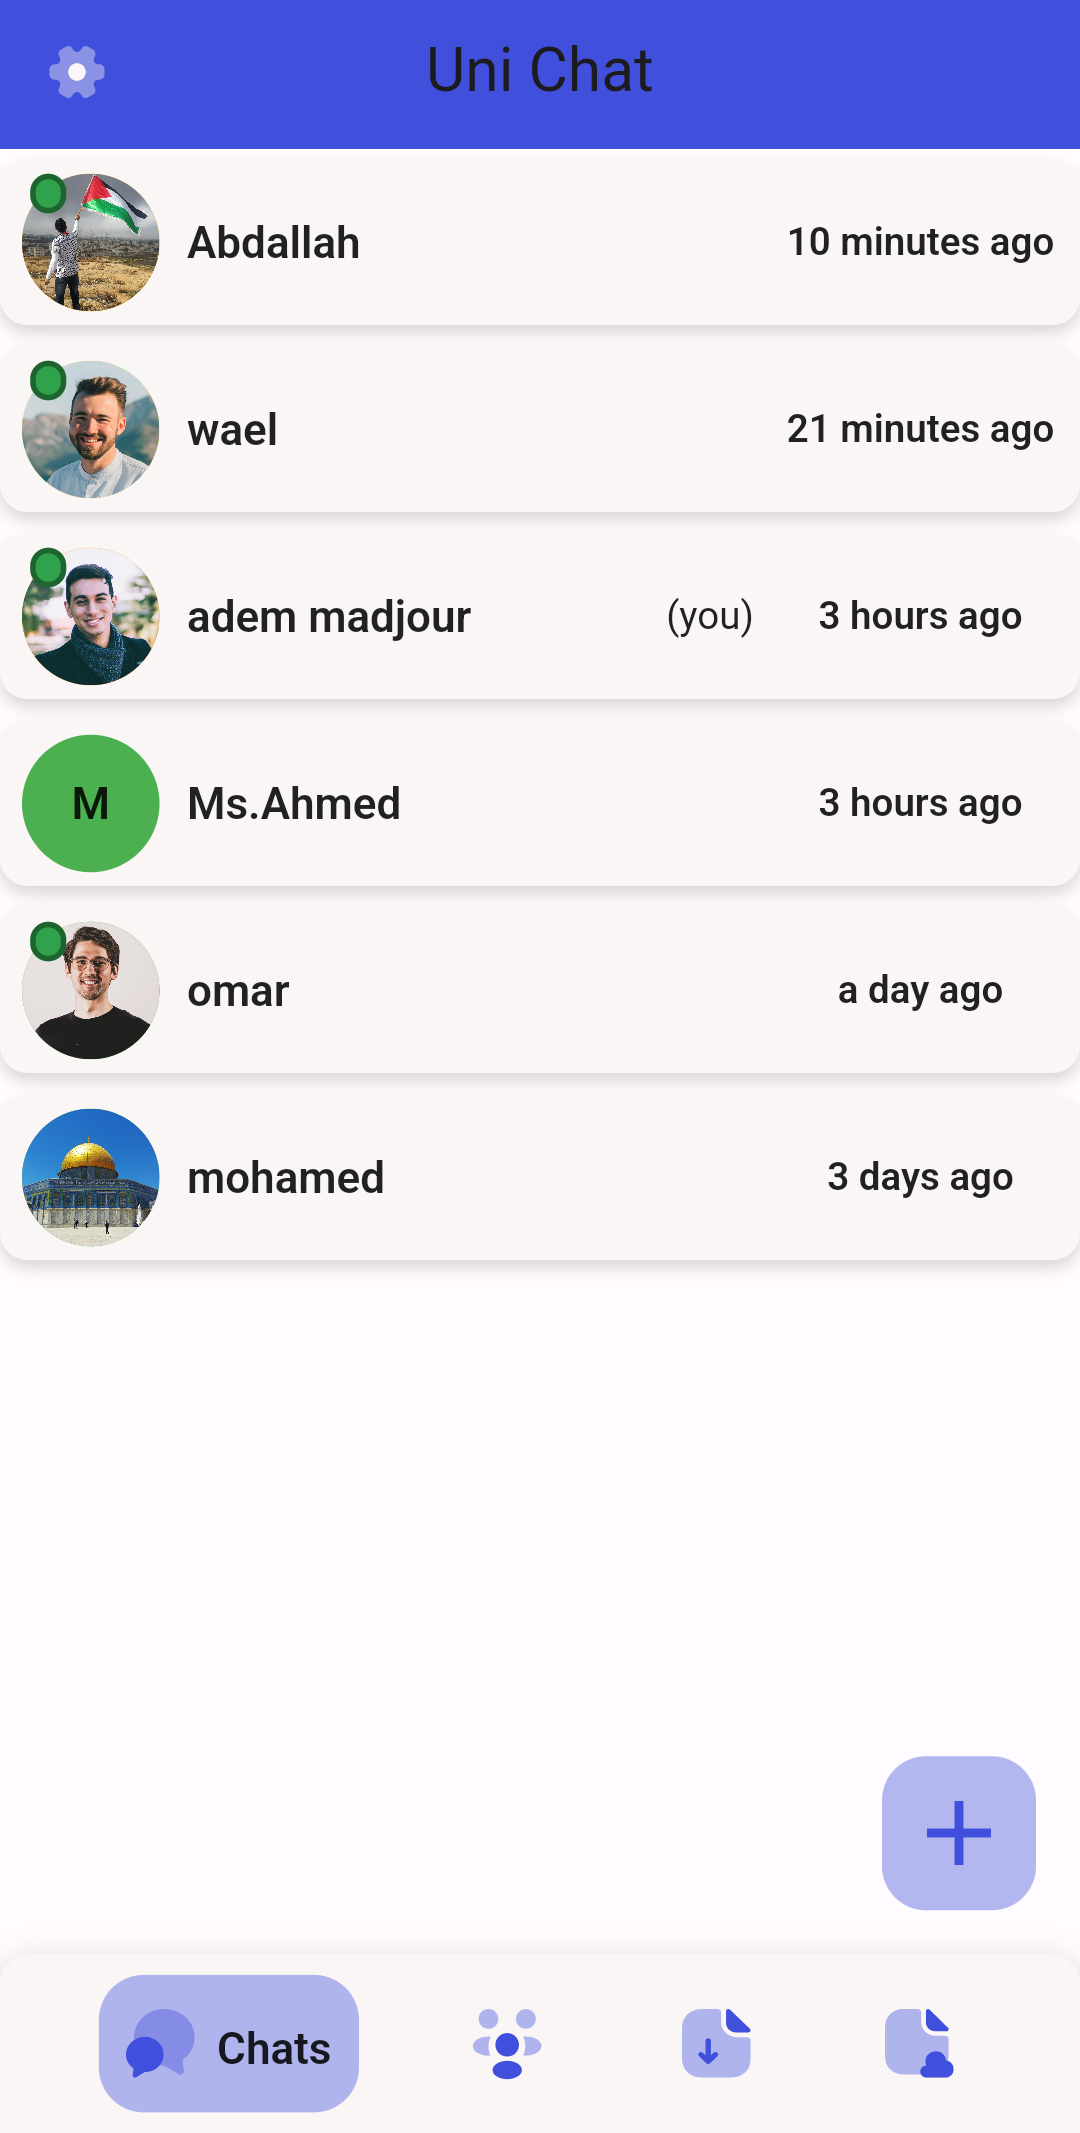 Uni Chat
Abdallah 10 minutes ago
wael 21 minutes ago
adem madjour (you) 3 hours ago
M Ms.Ahmed 3 hours ago
omar a day ago
mohamed 3 days ago
Chats